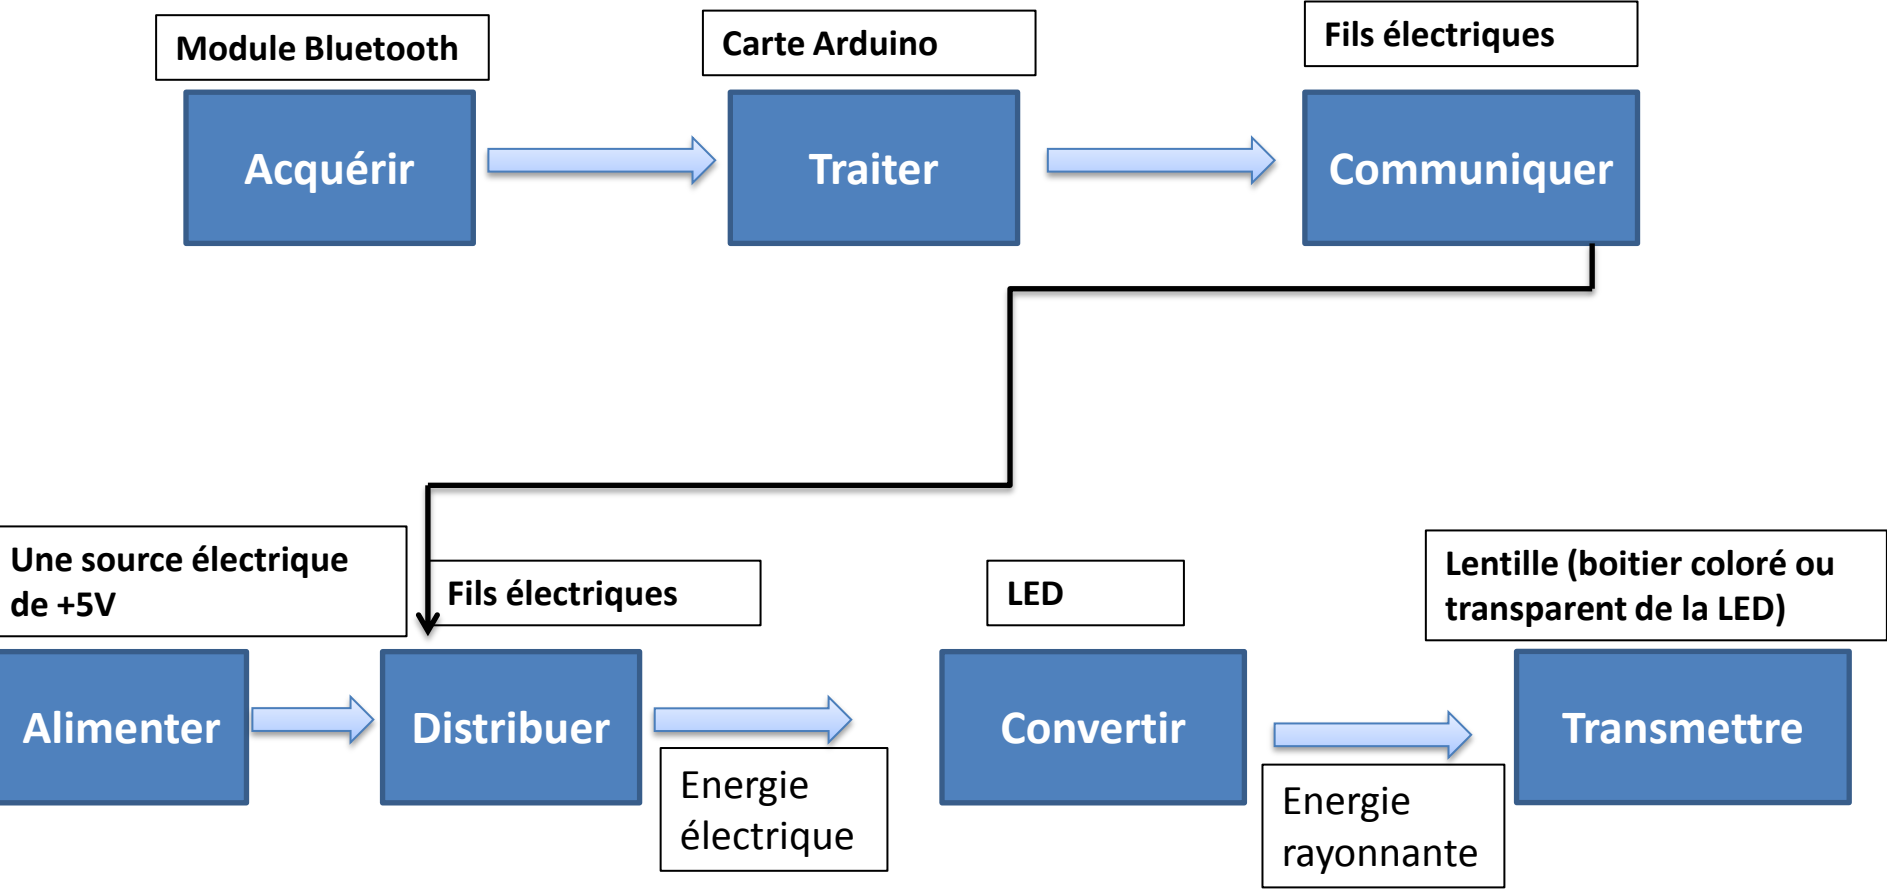 Module Bluetooth
Carte Arduino
Fils électriques
Acquérir
Traiter
Communiquer
Une source électrique
de +5V
Fils électriques
LED
Lentille (boitier coloré ou
transparent de la LED)
Alimenter
Distribuer
Convertir
Transmettre
Energie
électrique
Energie
rayonnante